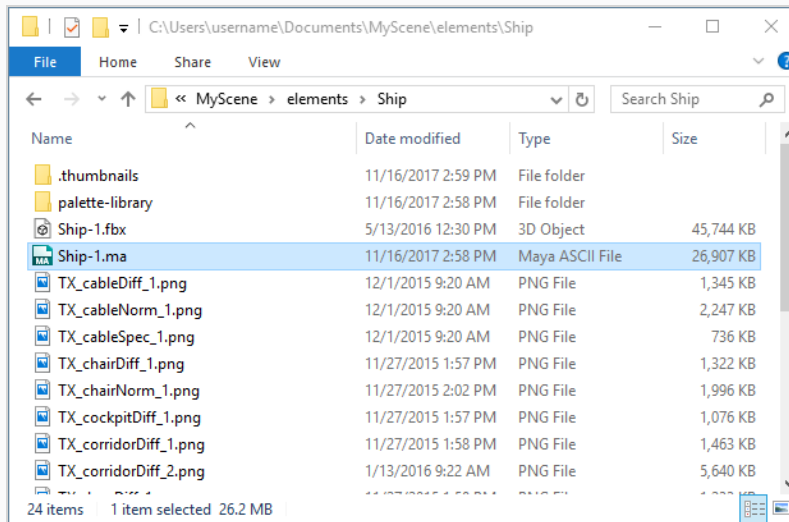 C:\Users\username\Documents\MyScene\elements\Ship
File Home Share View
« MyScene > elements > Ship Search Ship
Name Date modified Type Size
.thumbnails 11/16/2017 2:59 PM File folder
palette-library 11/16/2017 2:58 PM File folder
Ship-1.fbx 5/13/2016 12:30 PM 3D Object 45,744 KB
MA Ship-1.ma 11/16/2017 2:58 PM Maya ASCII File 26,907 KB
TX_cableDiff_1.png 12/1/2015 9:20 AM PNG File 1,345 KB
TX_cableNorm_1.png 12/1/2015 9:20 AM PNG File 2,247 KB
TX_cableSpec_1.png 12/1/2015 9:20 AM PNG File 736 KB
TX_chairDiff_1.png 11/27/2015 1:57 PM PNG File 1,322 KB
TX_chairNorm_1.png 11/27/2015 2:02 PM PNG File 1,996 KB
TX_cockpitDiff_1.png 11/27/2015 1:57 PM PNG File 1,076 KB
TX_corridorDiff_1.png 11/27/2015 1:58 PM PNG File 1,463 KB
TX_corridorDiff_2.png 1/13/2016 9:22 AM PNG File 5,640 KB
24 items 1 item selected 26.2 MB